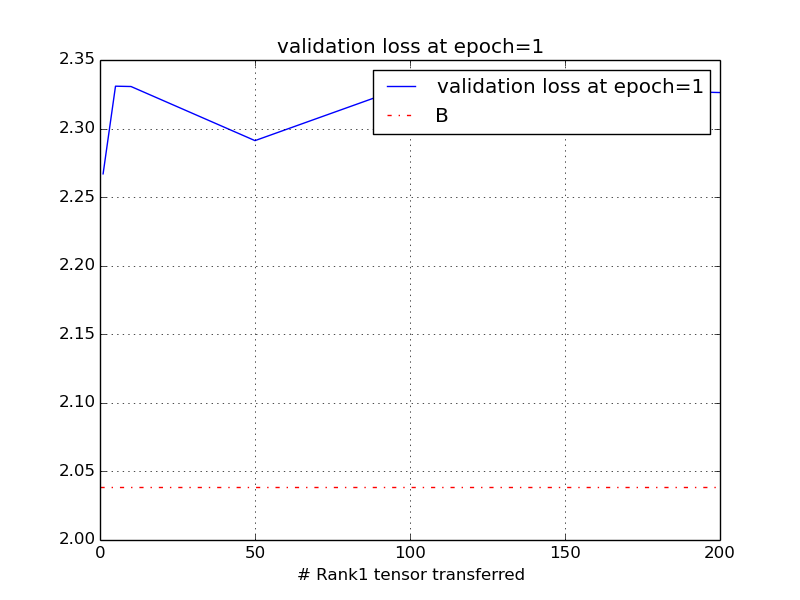 validation loss at epoch=1
2.35
2.30
2.25
2.20
2.15
2.10
2.05
2.00
validation loss at epoch=1
B
0 50 100 150 200
# Rank1 tensor transferred